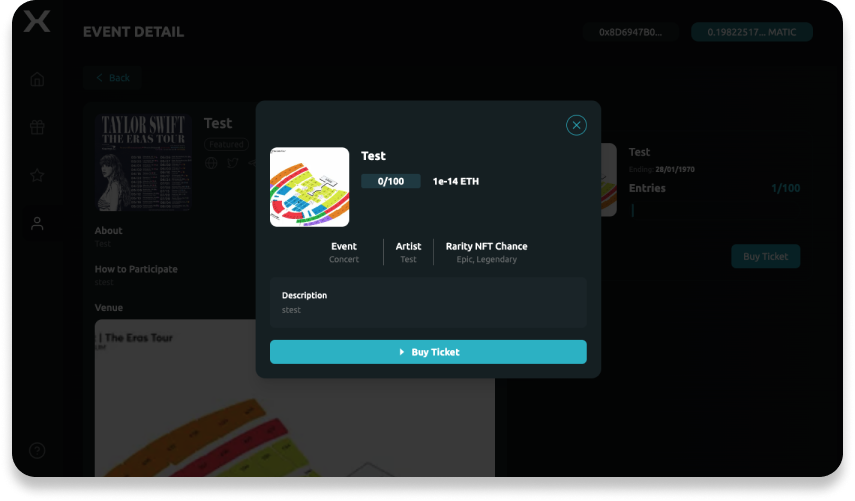 EVENT DETAIL
0x8D6947B0...
0.19822517... MATIC
Back
TAYLOR SWIFT
THE ERAS TOUR
Test
Featured
About
Test
How to Participate
stest
Venue
| The Eras Tour
Test
0/100
1e-14 ETH
Event
Concert
Artist
Test
Rarity NFT Chance
Epic, Legendary
Description
stest
Buy Ticket
Test
Ending: 28/01/1970
Entries
1/100
Buy Ticket